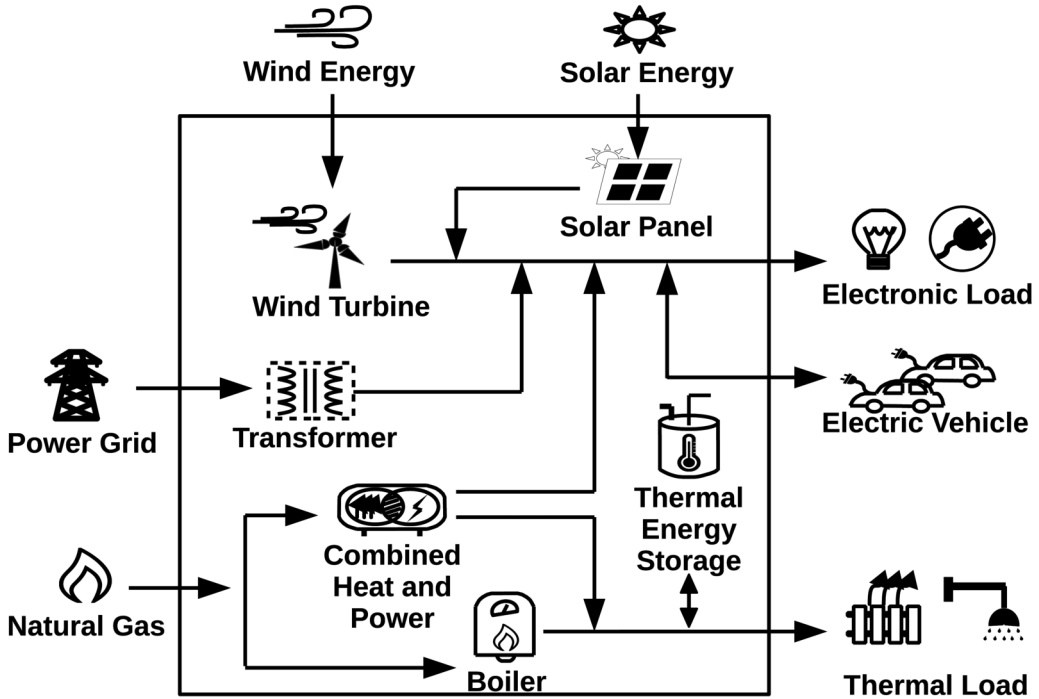 Wind Energy
Solar Energy
Solar Panel
Wind Turbine
Electronic Load
Power Grid
Transformer
Electric Vehicle
Thermal
Energy
Storage
Combined
Heat and
Power
Natural Gas
Boiler
Thermal Load